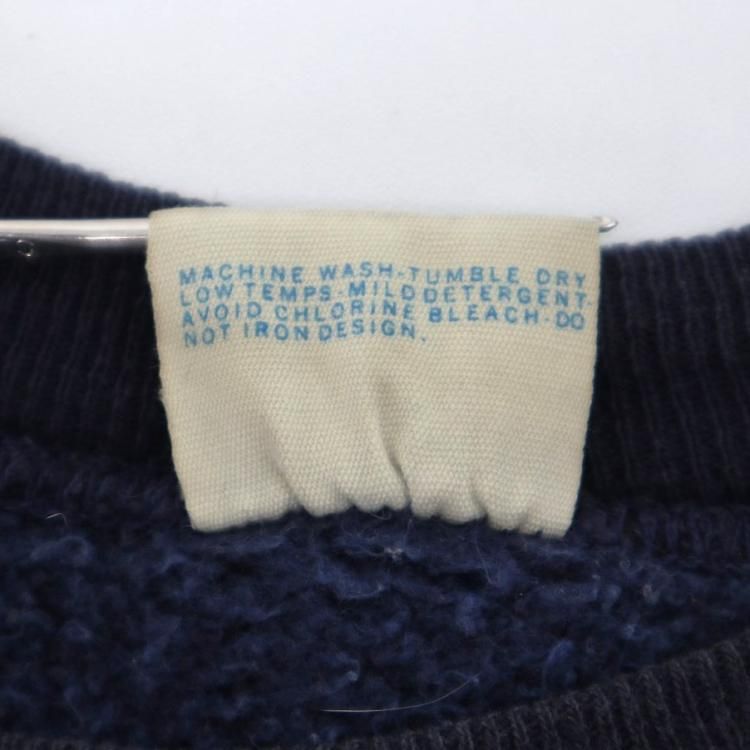 MACHINE WASH-TUMBLE DRY
LOW TEMPS-MILD DETERGENT-
AVOID CHLORINE BLEACH-DO
NOT IRON DESIGN.